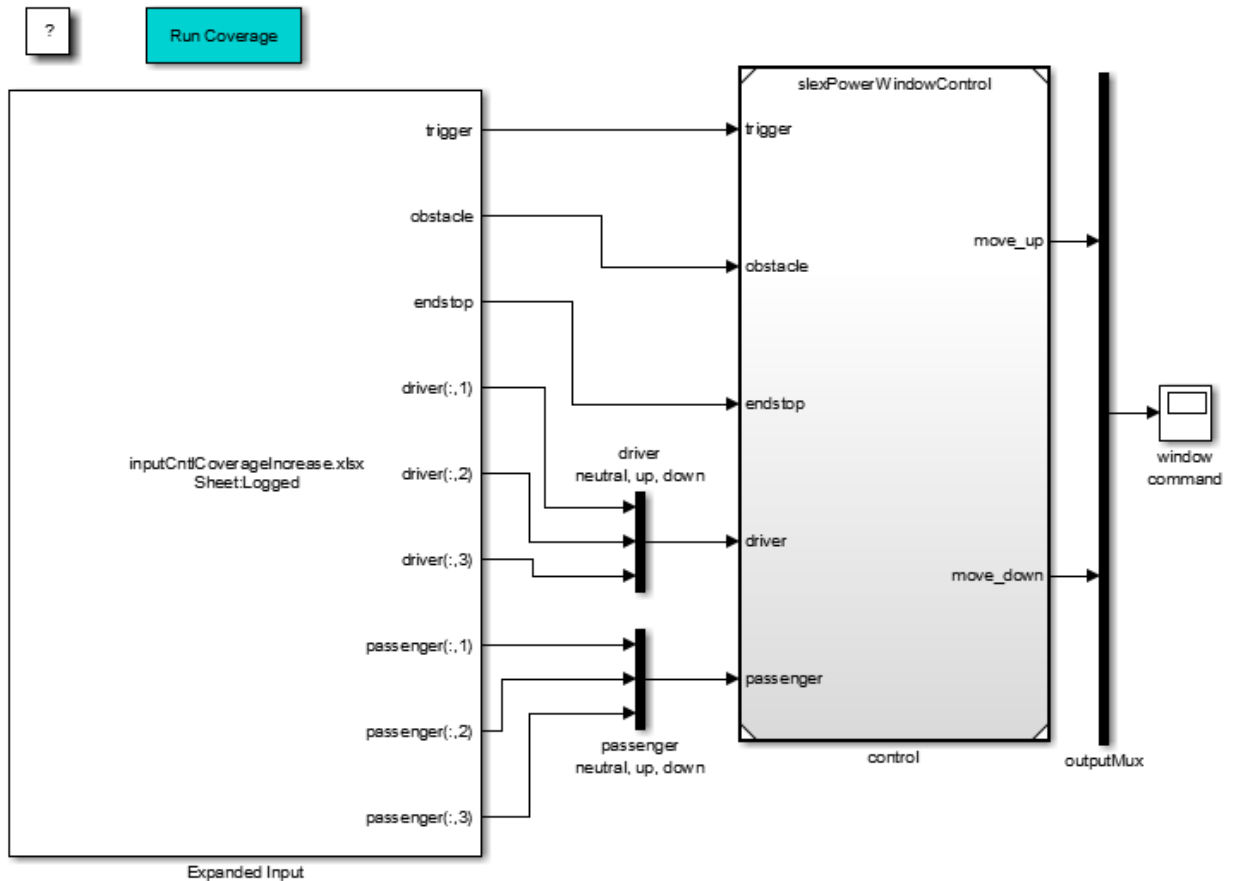 ?
Run Coverage
trigger
obstacle
endstop
driver(:,1)
driver(:,2)
driver(:,3)
passenger(:,1)
passenger(:,2)
passenger(:,3)
inputCntlCoverageIncrease.xlsx
Sheet:Logged
Expanded Input
driver
neutral, up, down
passenger
neutral, up, down
slexPowerWindowControl
trigger
obstacle
endstop
driver
passenger
move_up
move_down
control
outputMux
window
command